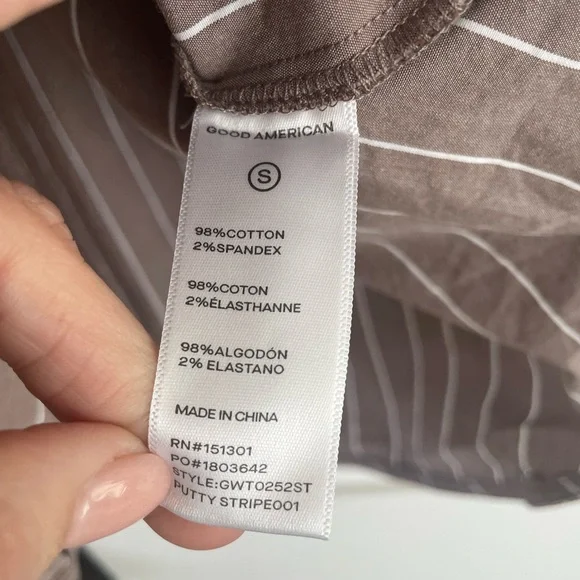 GOOD AMERICAN
S
98%COTTON
2%SPANDEX
98%COTON
2%ÉLASTHANNE
98%ALGODÓN
2% ELASTANO
MADE IN CHINA
RN#151301
PO#1803642
STYLE:GWT0252ST
PUTTY STRIPE001